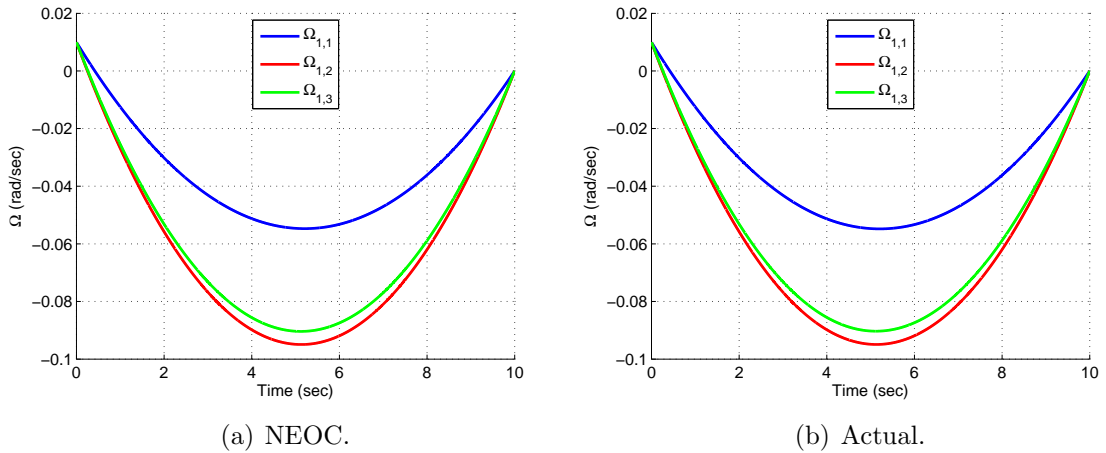 0.02
0
−0.02
−0.04
−0.06
−0.08
−0.1
Ω (rad/sec)
Ω1,1
Ω1,2
Ω1,3
0 2 4 6 8 10
Time (sec)
(a) NEOC.
0.02
0
−0.02
−0.04
−0.06
−0.08
−0.1
Ω (rad/sec)
Ω1,1
Ω1,2
Ω1,3
0 2 4 6 8 10
Time (sec)
(b) Actual.